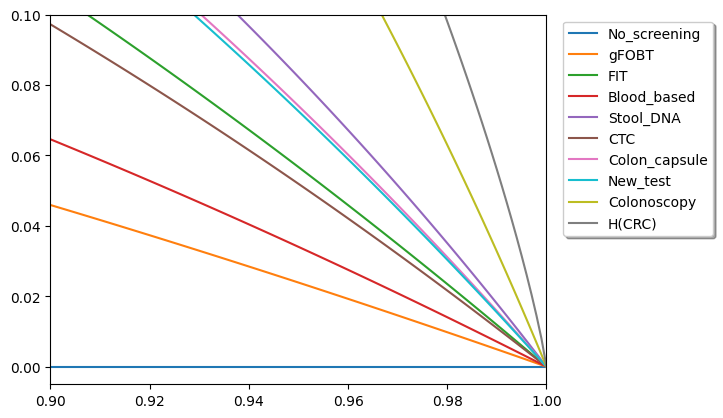 0.10
0.08
0.06
0.04
0.02
0.00
0.90 0.92 0.94 0.96 0.98 1.00
No_screening
gFOBT
FIT
Blood_based
Stool_DNA
CTC
Colon_capsule
New_test
Colonoscopy
H(CRC)